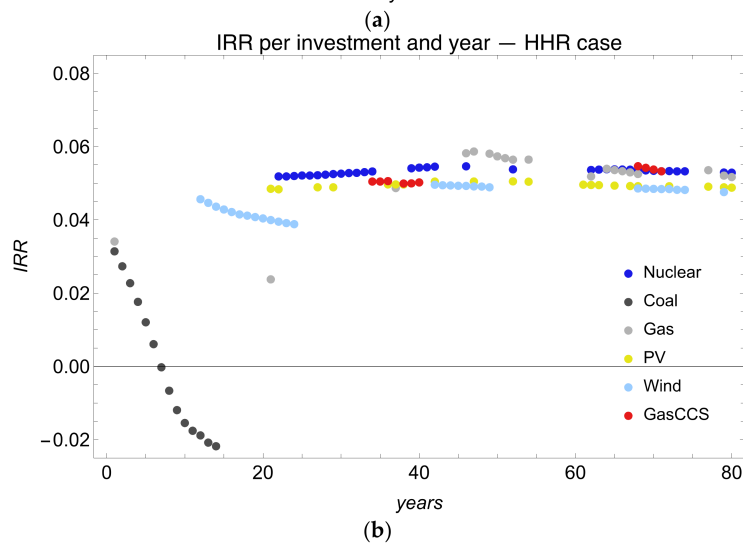 (a)
IRR per investment and year — HHR case
0.08
0.06
0.04
0.02
0.00
−0.02
IRR
Nuclear
Coal
Gas
PV
Wind
GasCCS
0 20 40 60 80
years
(b)